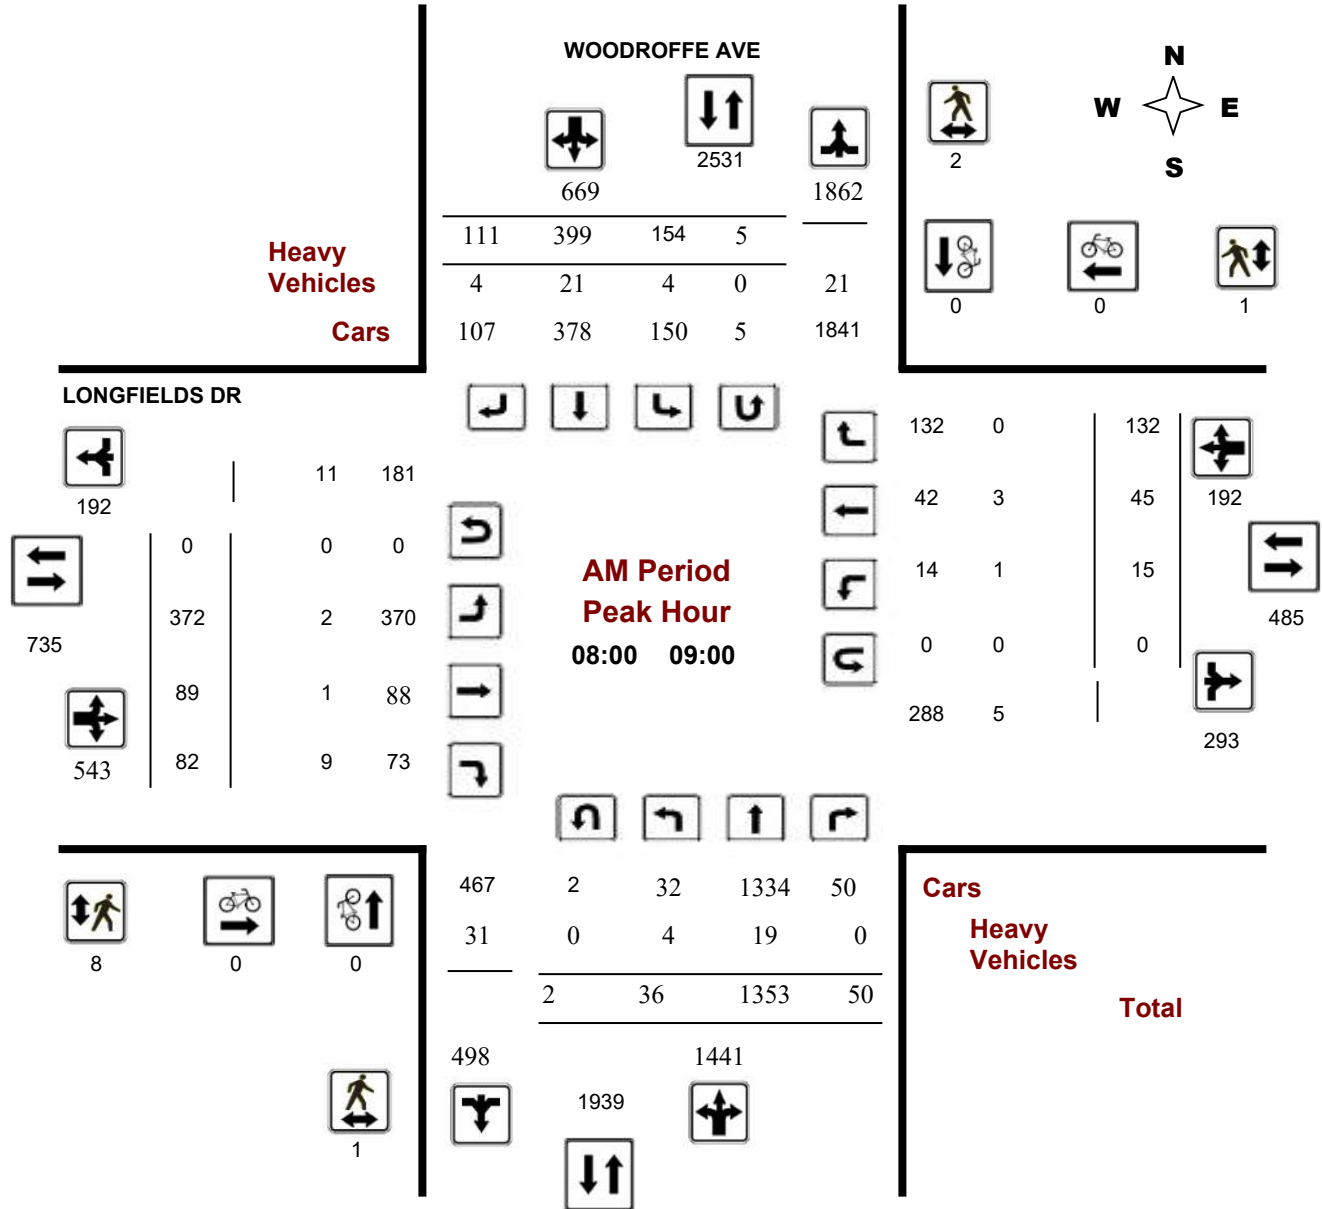 WOODROFFE AVE
N
W E
S
2531
2
669 1862
111 399 154 5
Heavy
Vehicles
4 21 4 0 21
0 0 1
Cars
107 378 150 5 1841
LONGFIELDS DR
132 0 132
11 181
192
42 3 45 192
0 0 0
AM Period
14 1 15
Peak Hour
372 2 370
485
735
08:00 09:00
0 0 0
89 1 88
288 5
293
543 82 9 73
467 2 32 1334 50
Cars
31 0 4 19 0
Heavy
Vehicles
8 0 0
2 36 1353 50
Total
498 1441
1939
1